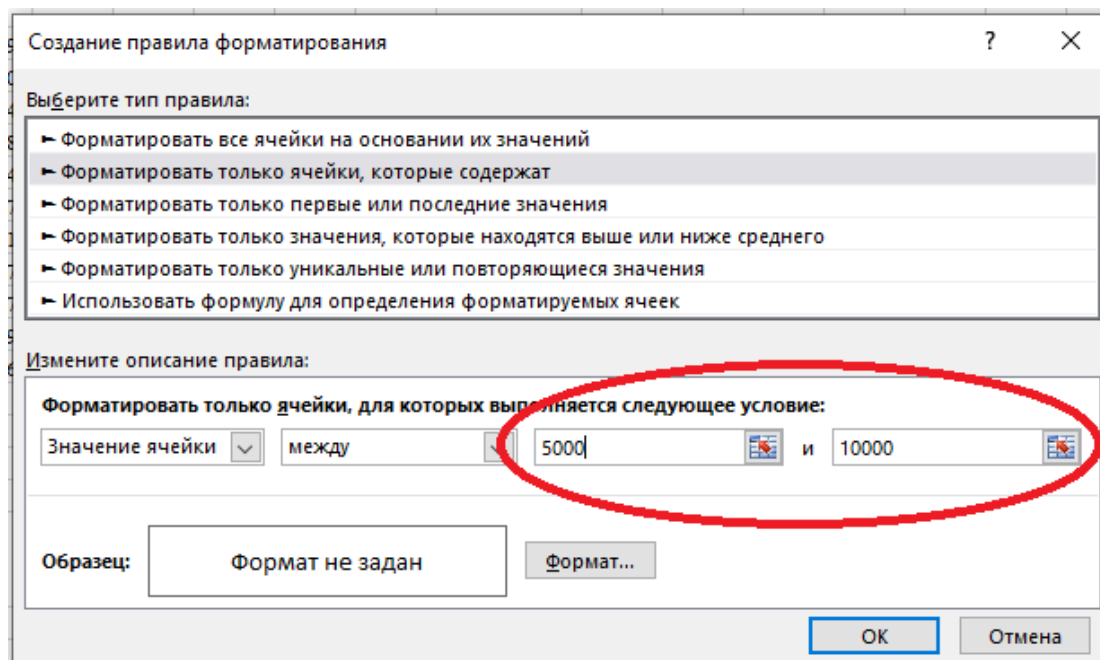 Создание правила форматирования ? ×
Выберите тип правила:
► Форматировать все ячейки на основании их значений
► Форматировать только ячейки, которые содержат
► Форматировать только первые или последние значения
► Форматировать только значения, которые находятся выше или ниже среднего
► Форматировать только уникальные или повторяющиеся значения
► Использовать формулу для определения форматируемых ячеек
Измените описание правила:
Форматировать только ячейки, для которых выполняется следующее условие:
Значение ячейки между 5000 и 10000
Образец: Формат не задан Формат...
ОК Отмена